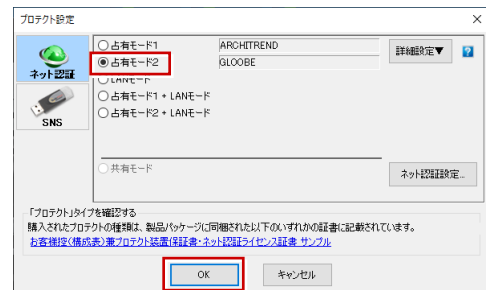 プロテクト設定
占有モード1 ARCHITREND 詳細設定▼ ?
ネット認証 占有モード2 GLOOBE
LANモード
占有モード1 + LANモード
SNS 占有モード2 + LANモード
共有モード ネット認証設定...
「プロテクト」タイプを確認する
購入されたプロテクトの種類は、製品パッケージに同梱された以下のいずれかの証書に記載されています。
お客様控(構成表)兼プロテクト装置保証書・ネット認証ライセンス証書 サンプル
OK キャンセル